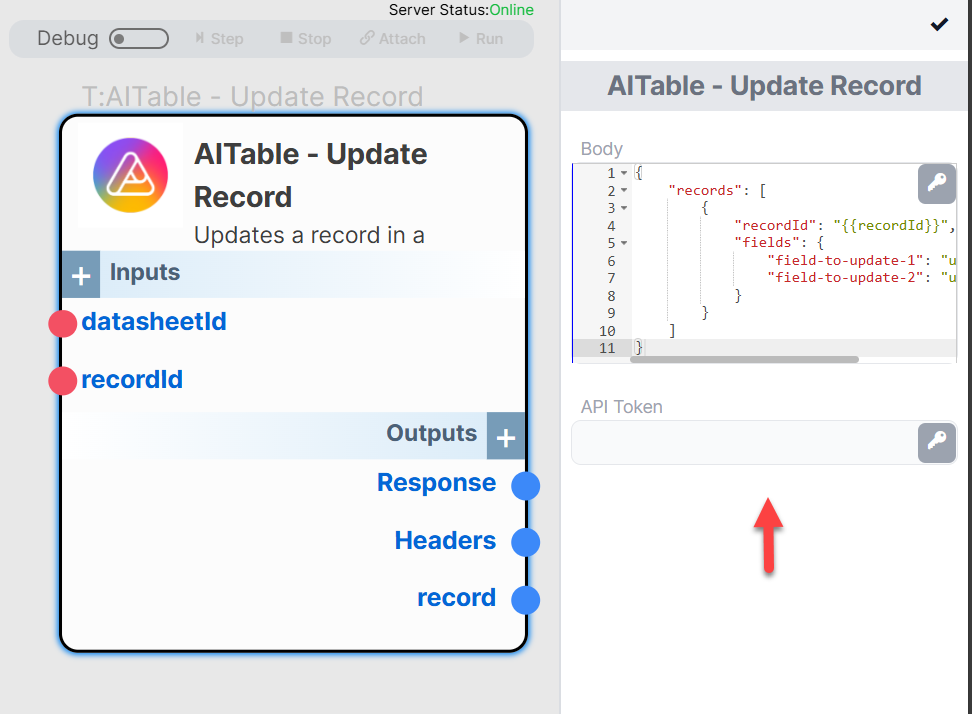 Server Status:Online
Debug Step Stop Attach Run
T:AITable - Update Record
AITable - Update
Record
Updates a record in a
Inputs
datasheetId
recordId
Outputs
Response
Headers
record
AITable - Update Record
Body
1 {
2 "records": [
3 {
4 "recordId": "{{recordId}}",
5 "fields": {
6 "field-to-update-1": "u
7 "field-to-update-2": "u
8 }
9 }
10 ]
11 }
API Token